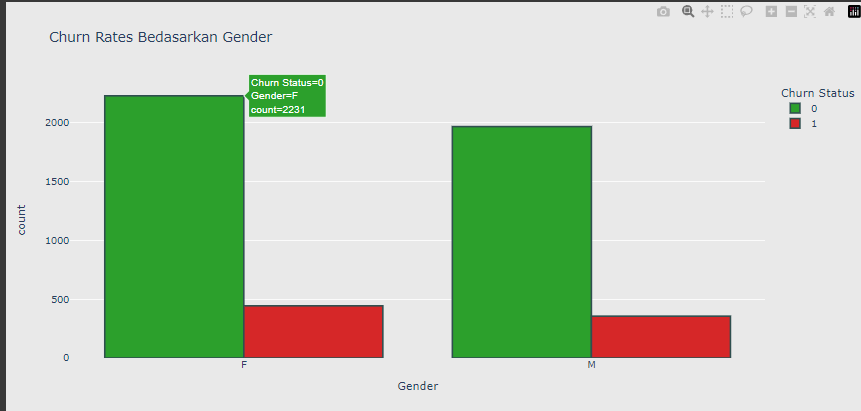 Churn Rates Bedasarkan Gender
Churn Status=0
Gender=F
count=2231
Churn Status
0
1
2000
1500
1000
500
0
count
F
M
Gender